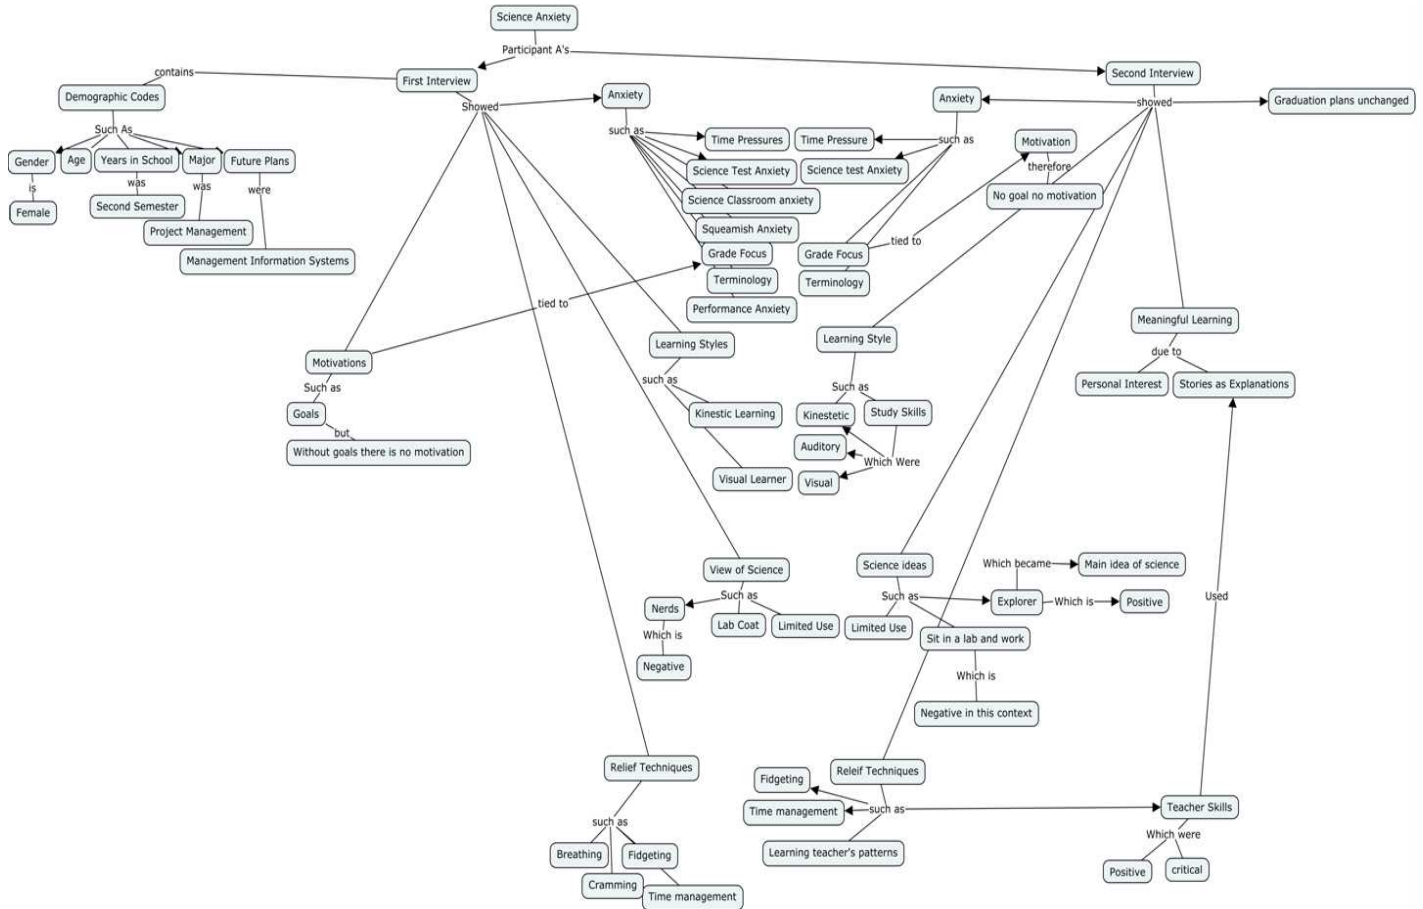 Science Anxiety
Participant A's
First Interview
contains
Demographic Codes
Such As
Gender
is
Female
Age
Years in School
was
Second Semester
Major
was
Project Management
Future Plans
were
Management Information Systems
Showed
Anxiety
such as
Time Pressures
Science Test Anxiety
Science Classroom anxiety
Squeamish Anxiety
Grade Focus
Terminology
Performance Anxiety
Motivations
tied to
Such as
Goals
but
Without goals there is no motivation
Learning Styles
such as
Kinestic Learning
Visual Learner
View of Science
Such as
Nerds
Which is
Negative
Lab Coat
Limited Use
Relief Techniques
such as
Breathing
Cramming
Fidgeting
Time management
Second Interview
showed
Graduation plans unchanged
Anxiety
such as
Time Pressure
Science test Anxiety
Grade Focus
Terminology
tied to
Motivation
therefore
No goal no motivation
Learning Style
Such as
Kinestetic
Study Skills
Auditory
Which Were
Visual
Meaningful Learning
due to
Personal Interest
Stories as Explanations
Science ideas
Such as
Limited Use
Sit in a lab and work
Which is
Negative in this context
Explorer
Which became
Main idea of science
Which is
Positive
Releif Techniques
such as
Fidgeting
Time management
Learning teacher's patterns
Teacher Skills
Used
Which were
Positive
critical